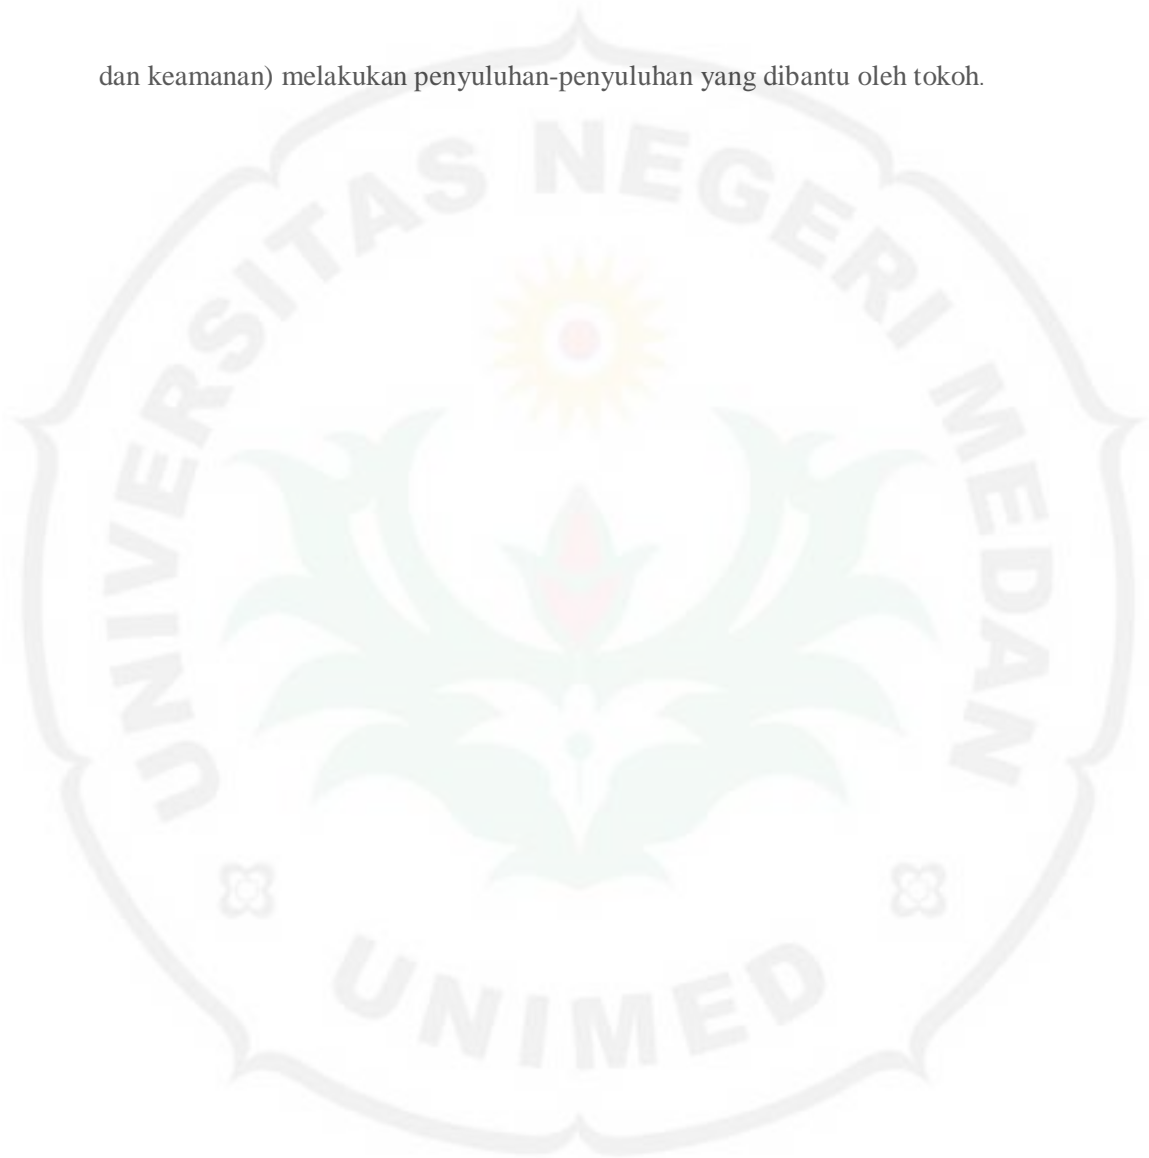 dan keamanan) melakukan penyuluhan-penyuluhan yang dibantu oleh tokoh.
UNIVERSITAS NEGERI MEDAN
UNIMED